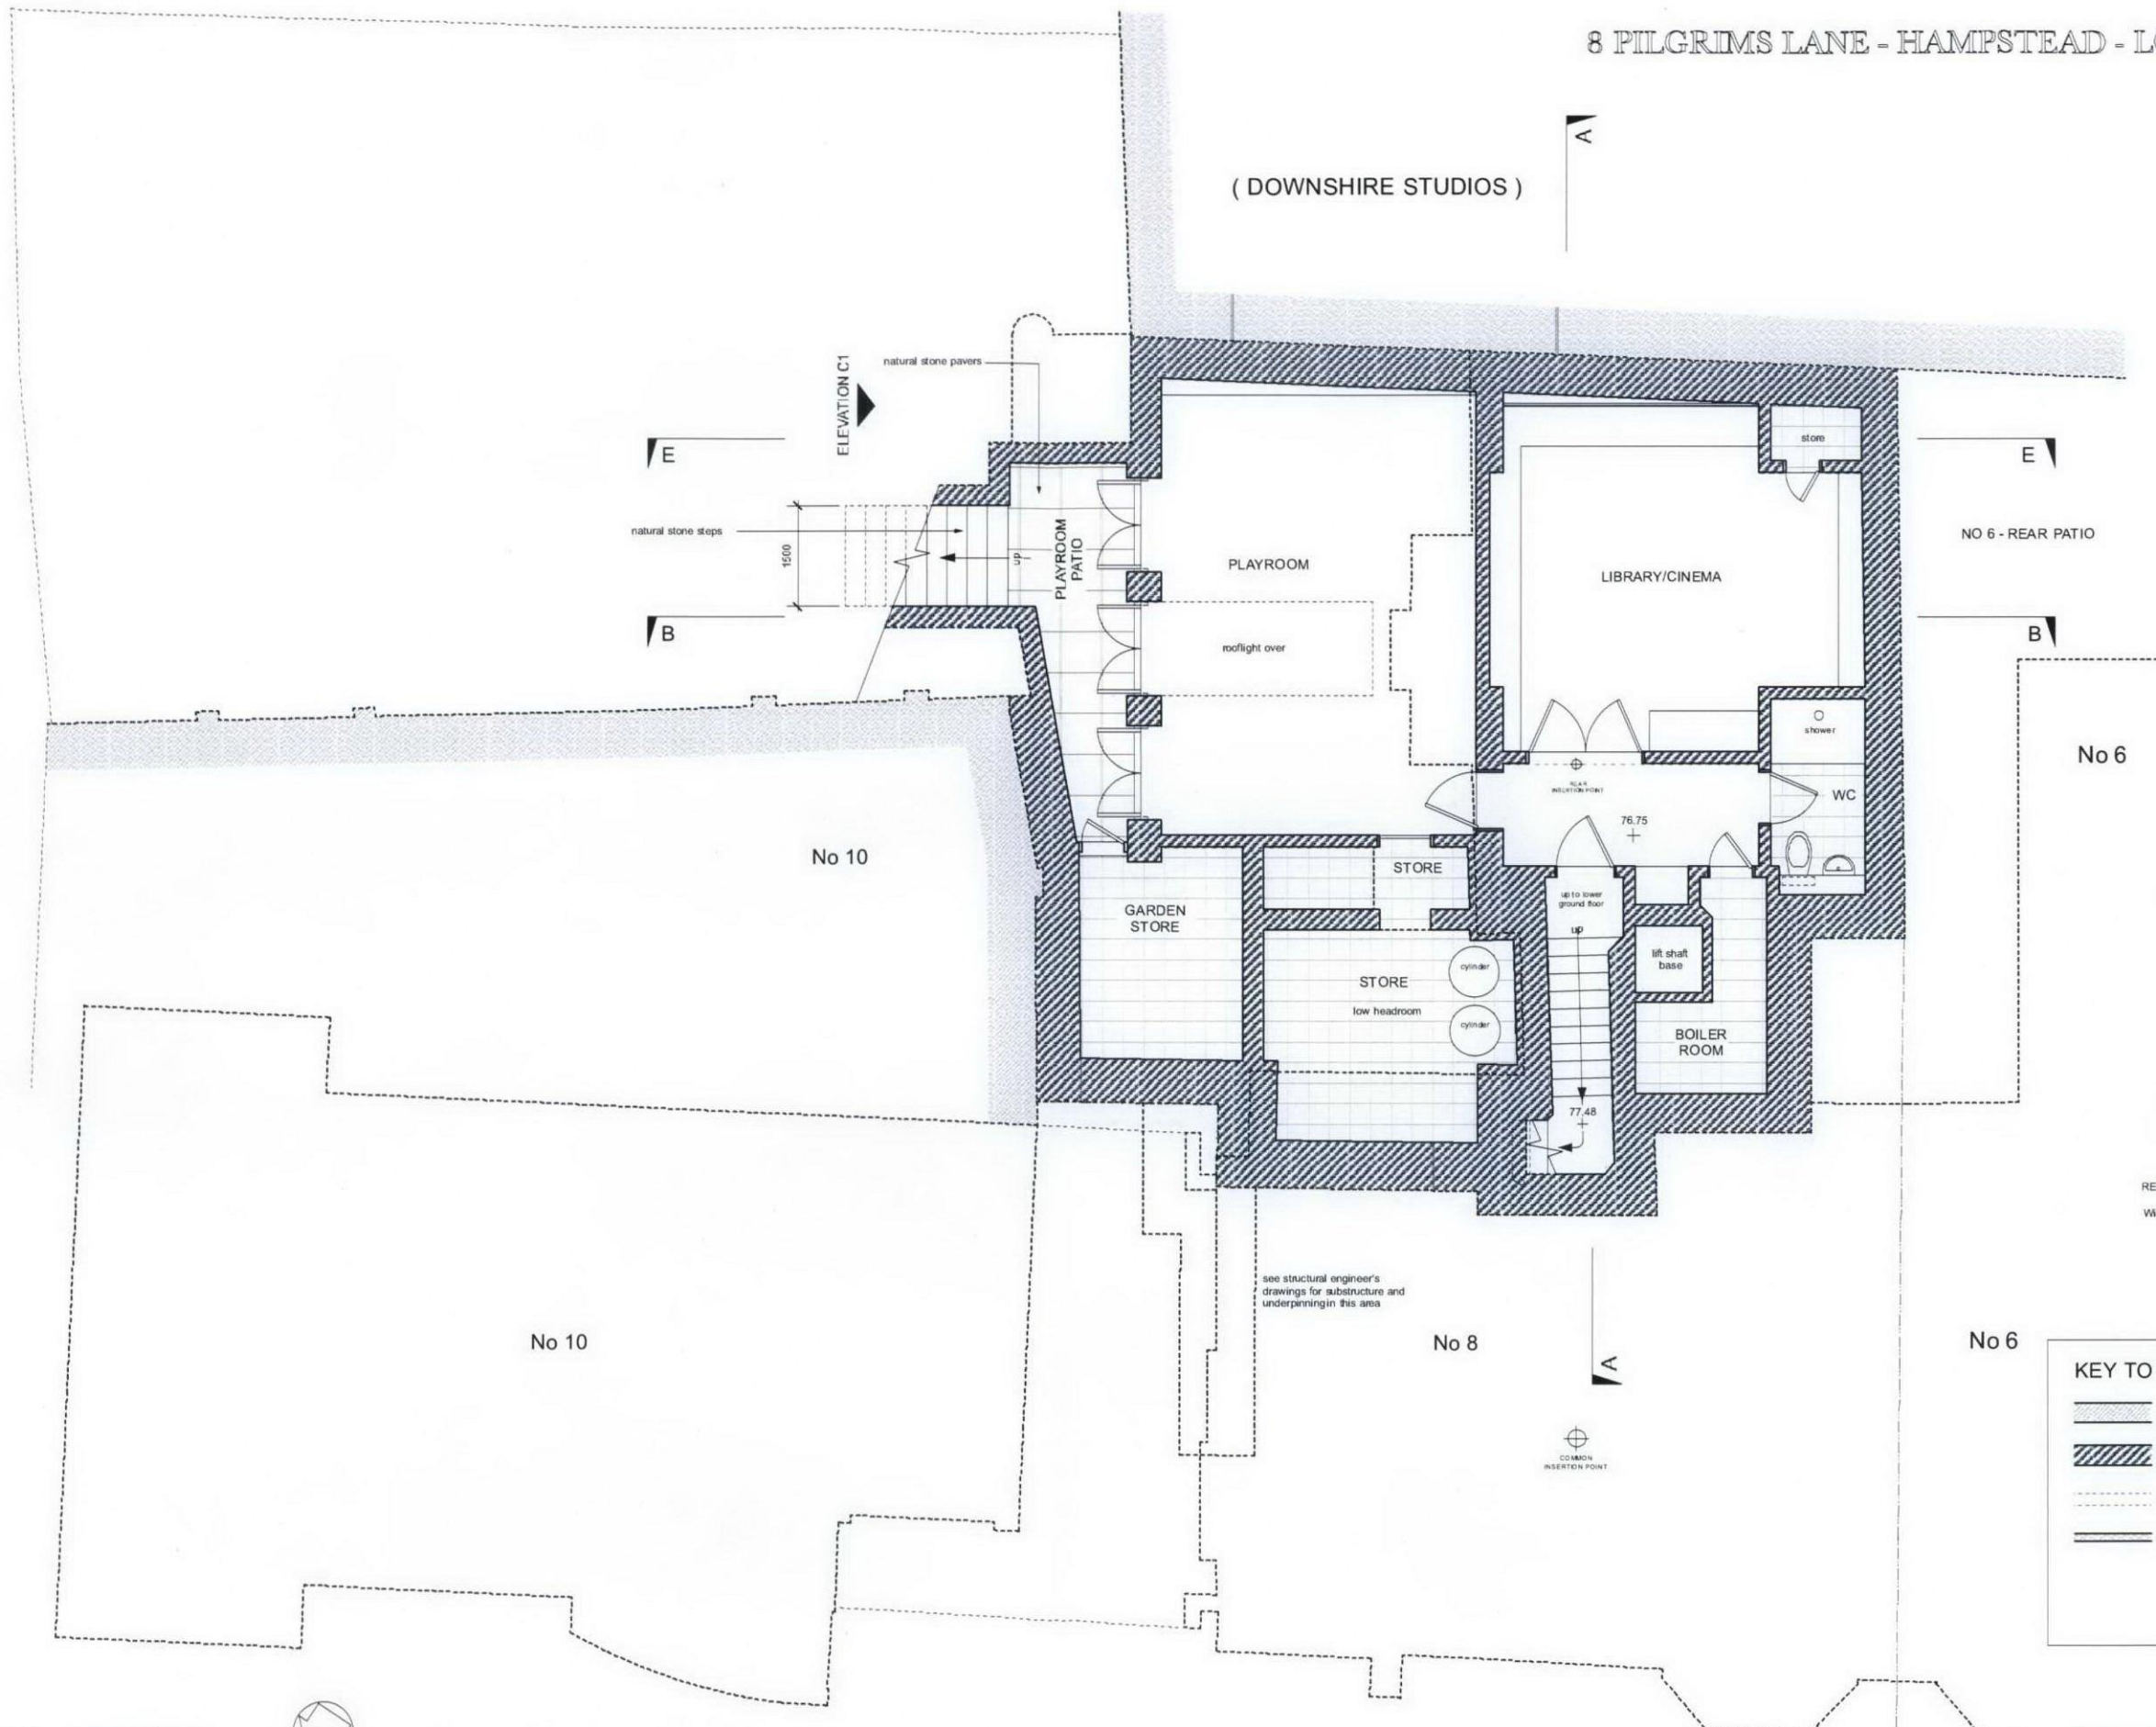 8 PILGRIMS LANE - HAMPSTEAD -
A
( DOWNSHIRE STUDIOS )
ELEVATION C1
natural stone pavers
E
store
E
natural stone steps
1500
up
PLAYROOM
PATIO
PLAYROOM
LIBRARY/CINEMA
NO 6 - REAR PATIO
B
rooflight over
B
shower
No 6
REAR
INSERTION POINT
WC
76.75
No 10
STORE
up to lower
ground floor
GARDEN
STORE
up
lift shaft
base
cylinder
STORE
low headroom
cylinder
BOILER
ROOM
77.48
see structural engineer's
drawings for substructure and
underpinning in this area
No 10
No 8
A
No 6
KEY TO
COMMON
INSERTION POINT